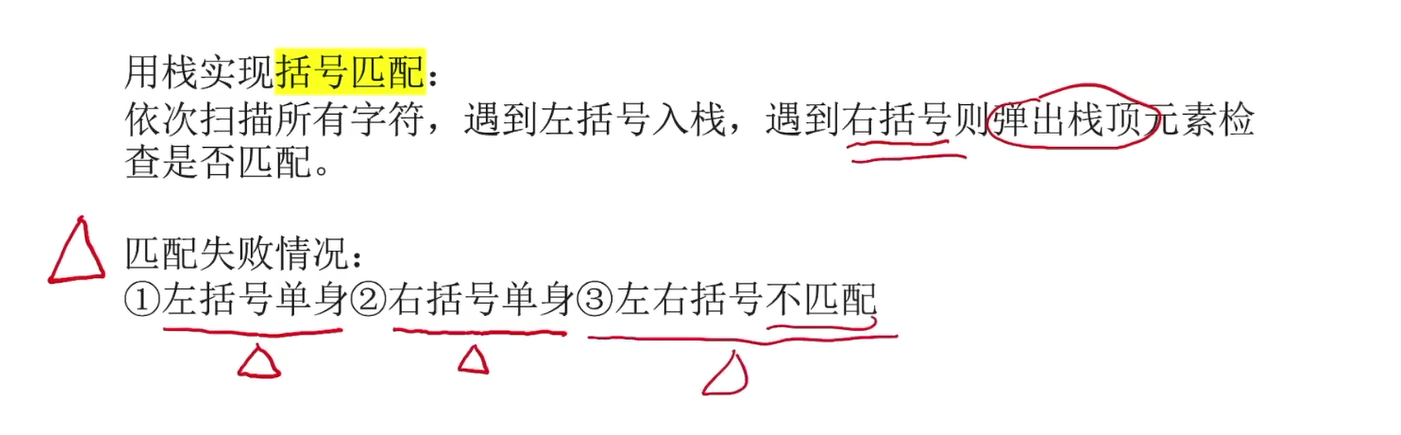 用栈实现括号匹配：
依次扫描所有字符，遇到左括号入栈，遇到右括号则弹出栈顶元素检
查是否匹配。
匹配失败情况：
①左括号单身②右括号单身③左右括号不匹配